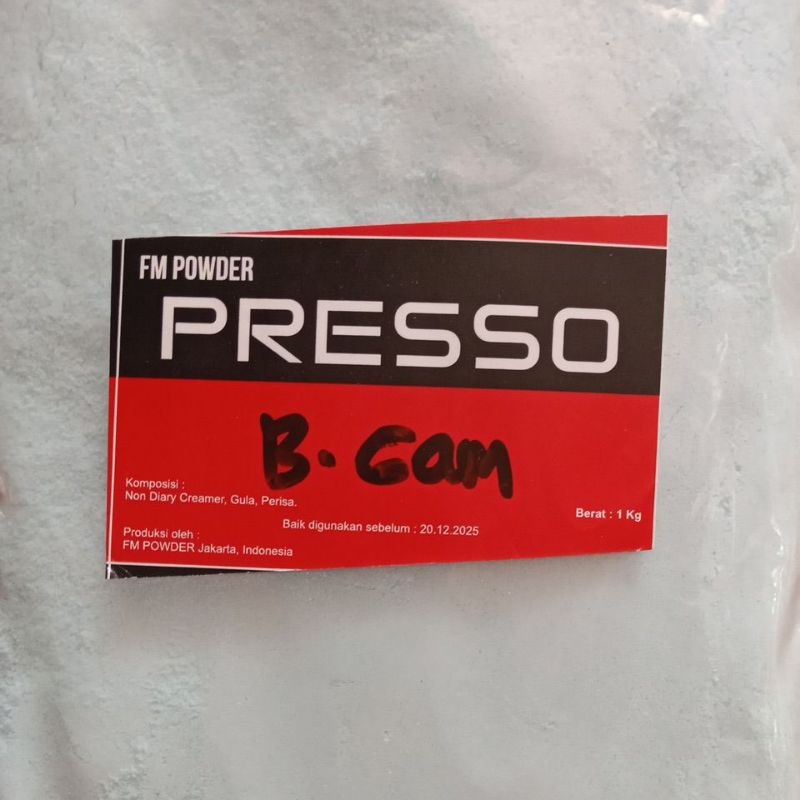 FM POWDER
PRESSO
B. Cam
Komposisi :
Non Diary Creamer, Gula, Perisa.
Berat : 1 Kg
Baik digunakan sebelum : 20.12.2025
Produksi oleh :
FM POWDER Jakarta, Indonesia